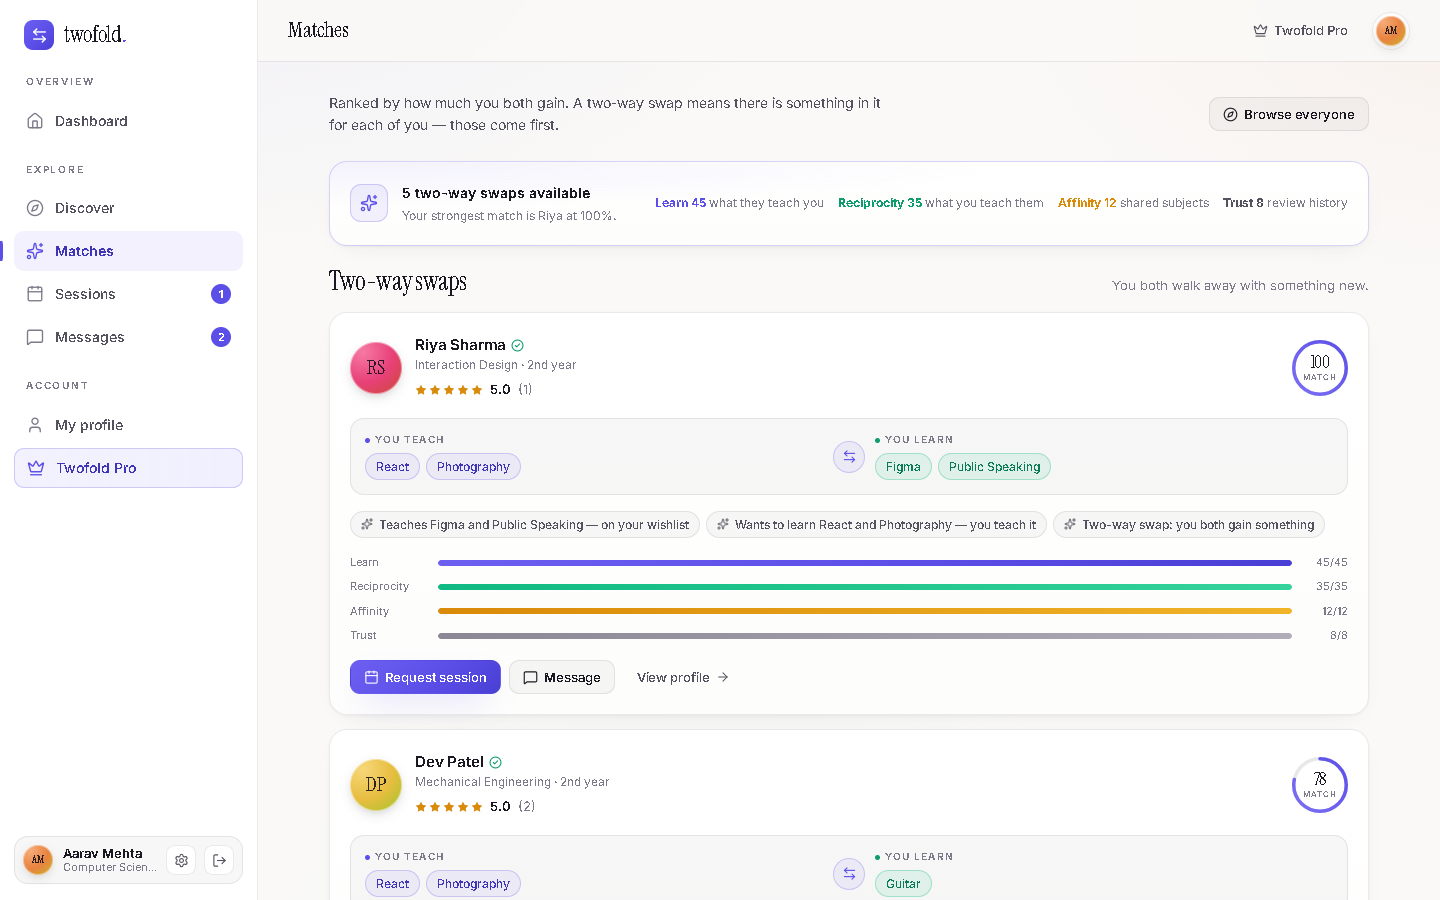 twofold.
OVERVIEW
Dashboard
EXPLORE
Discover
Matches
Sessions
1
Messages
2
ACCOUNT
My profile
Twofold Pro
AM
Aarav Mehta
Computer Scien...
Matches
Twofold Pro
AM
Ranked by how much you both gain. A two-way swap means there is something in it
for each of you — those come first.
Browse everyone
5 two-way swaps available
Your strongest match is Riya at 100%.
Learn 45 what they teach you
Reciprocity 35 what you teach them
Affinity 12 shared subjects
Trust 8 review history
Two-way swaps
You both walk away with something new.
RS
Riya Sharma
Interaction Design · 2nd year
5.0 (1)
100
MATCH
YOU TEACH
React
Photography
YOU LEARN
Figma
Public Speaking
Teaches Figma and Public Speaking — on your wishlist
Wants to learn React and Photography — you teach it
Two-way swap: you both gain something
Learn
45/45
Reciprocity
35/35
Affinity
12/12
Trust
8/8
Request session
Message
View profile
DP
Dev Patel
Mechanical Engineering · 2nd year
5.0 (2)
78
MATCH
YOU TEACH
React
Photography
YOU LEARN
Guitar